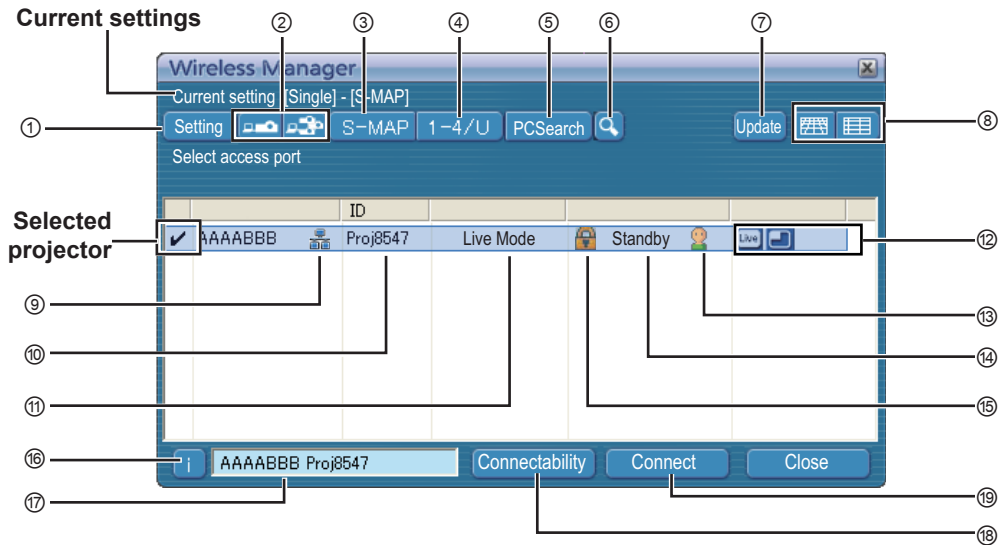 Current settings
② ③ ④ ⑤ ⑥ ⑦
Wireless Manager
Current setting [Single] - [S-MAP]
① Setting S-MAP 1-4/U PCSearch Update ⑧
Select access port
ID
Selected
projector
✔ AAAABBB Proj8547 Live Mode Standby Live ⑫
⑨ ⑬
⑩ ⑭
⑪ ⑮
⑯ i AAAABBB Proj8547 Connectability Connect Close
⑰ ⑲
⑱